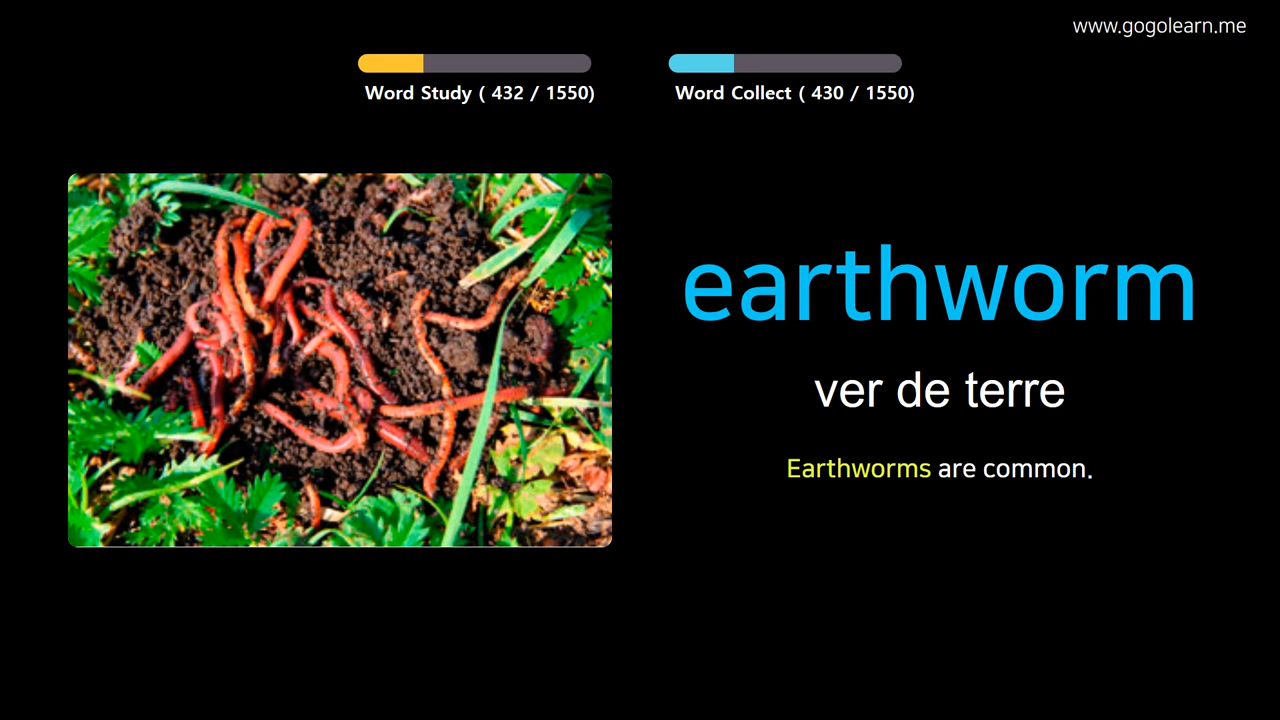 www.gogolearn.me
Word Study ( 432 / 1550)
Word Collect ( 430 / 1550)
earthworm
ver de terre
Earthworms are common.